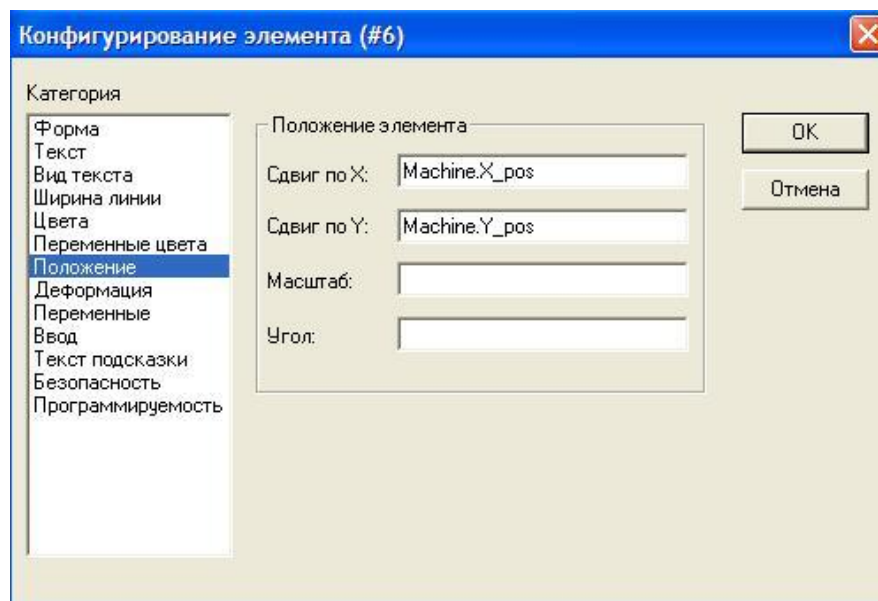 Конфигурирование элемента (#6)
Категория
Форма
Текст
Вид текста
Ширина линии
Цвета
Переменные цвета
Положение
Деформация
Переменные
Ввод
Текст подсказки
Безопасность
Программируемость
Положение элемента
Сдвиг по X: Machine.X_pos
Сдвиг по Y: Machine.Y_pos
Масштаб:
Угол:
OK
Отмена